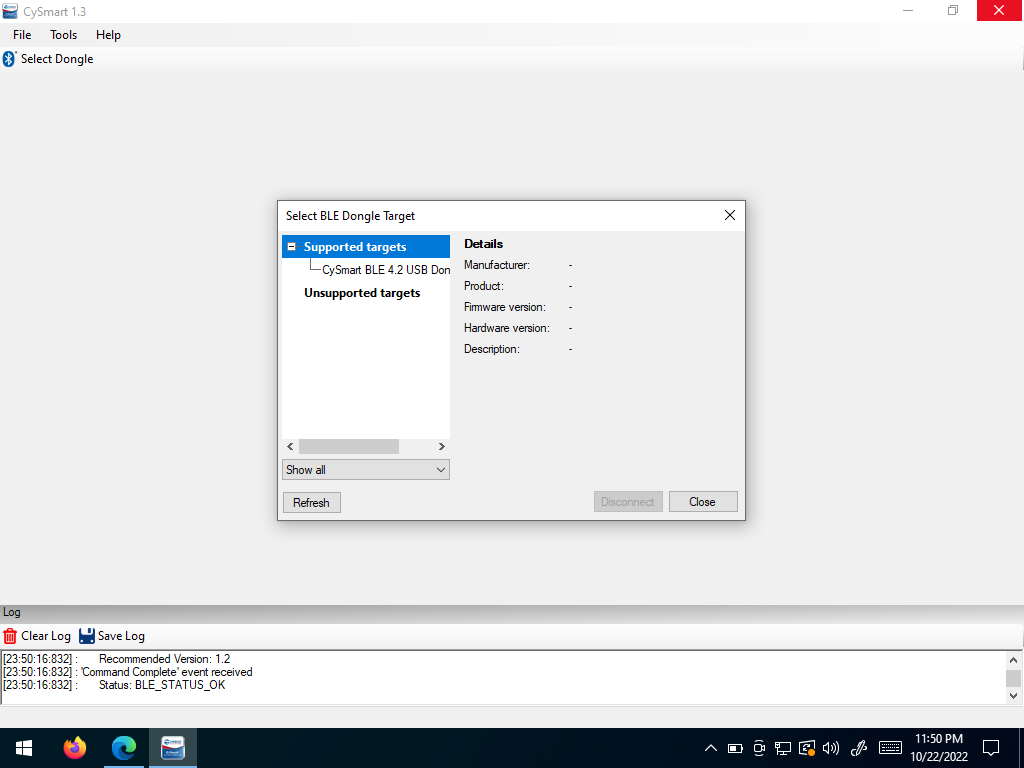 CySmart 1.3
File Tools Help
Select Dongle
Select BLE Dongle Target
Supported targets
CySmart BLE 4.2 USB Don
Unsupported targets
Details
Manufacturer: -
Product: -
Firmware version: -
Hardware version: -
Description: -
Show all
Refresh
Disconnect
Close
Log
Clear Log
Save Log
[23:50:16:832] : Recommended Version: 1.2
[23:50:16:832] : 'Command Complete' event received
[23:50:16:832] : Status: BLE_STATUS_OK
11:50 PM
10/22/2022